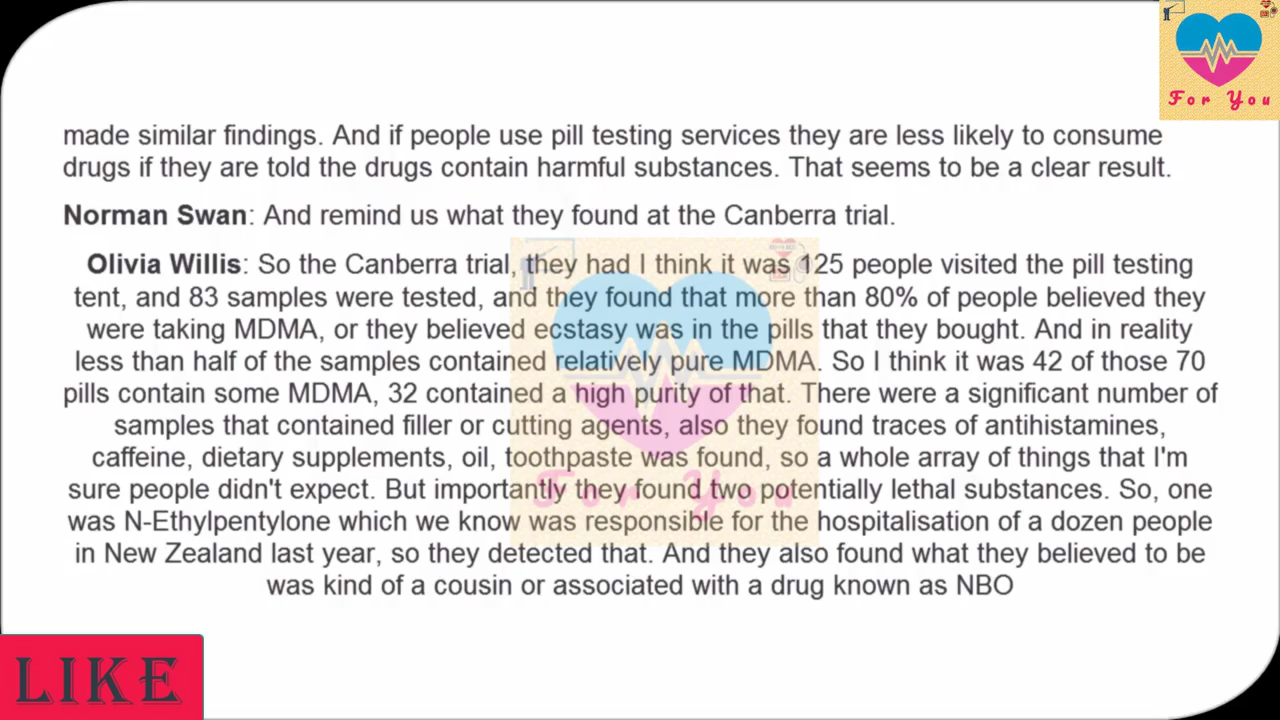 For You
made similar findings. And if people use pill testing services they are less likely to consume
drugs if they are told the drugs contain harmful substances. That seems to be a clear result.
Norman Swan: And remind us what they found at the Canberra trial.
Olivia Willis: So the Canberra trial, they had I think it was 125 people visited the pill testing
tent, and 83 samples were tested, and they found that more than 80% of people believed they
were taking MDMA, or they believed ecstasy was in the pills that they bought. And in reality
less than half of the samples contained relatively pure MDMA. So I think it was 42 of those 70
pills contain some MDMA, 32 contained a high purity of that. There were a significant number of
samples that contained filler or cutting agents, also they found traces of antihistamines,
caffeine, dietary supplements, oil, toothpaste was found, so a whole array of things that I'm
sure people didn't expect. But importantly they found two potentially lethal substances. So, one
was N-Ethylpentylone which we know was responsible for the hospitalisation of a dozen people
in New Zealand last year, so they detected that. And they also found what they believed to be
was kind of a cousin or associated with a drug known as NBO
For You
LIKE